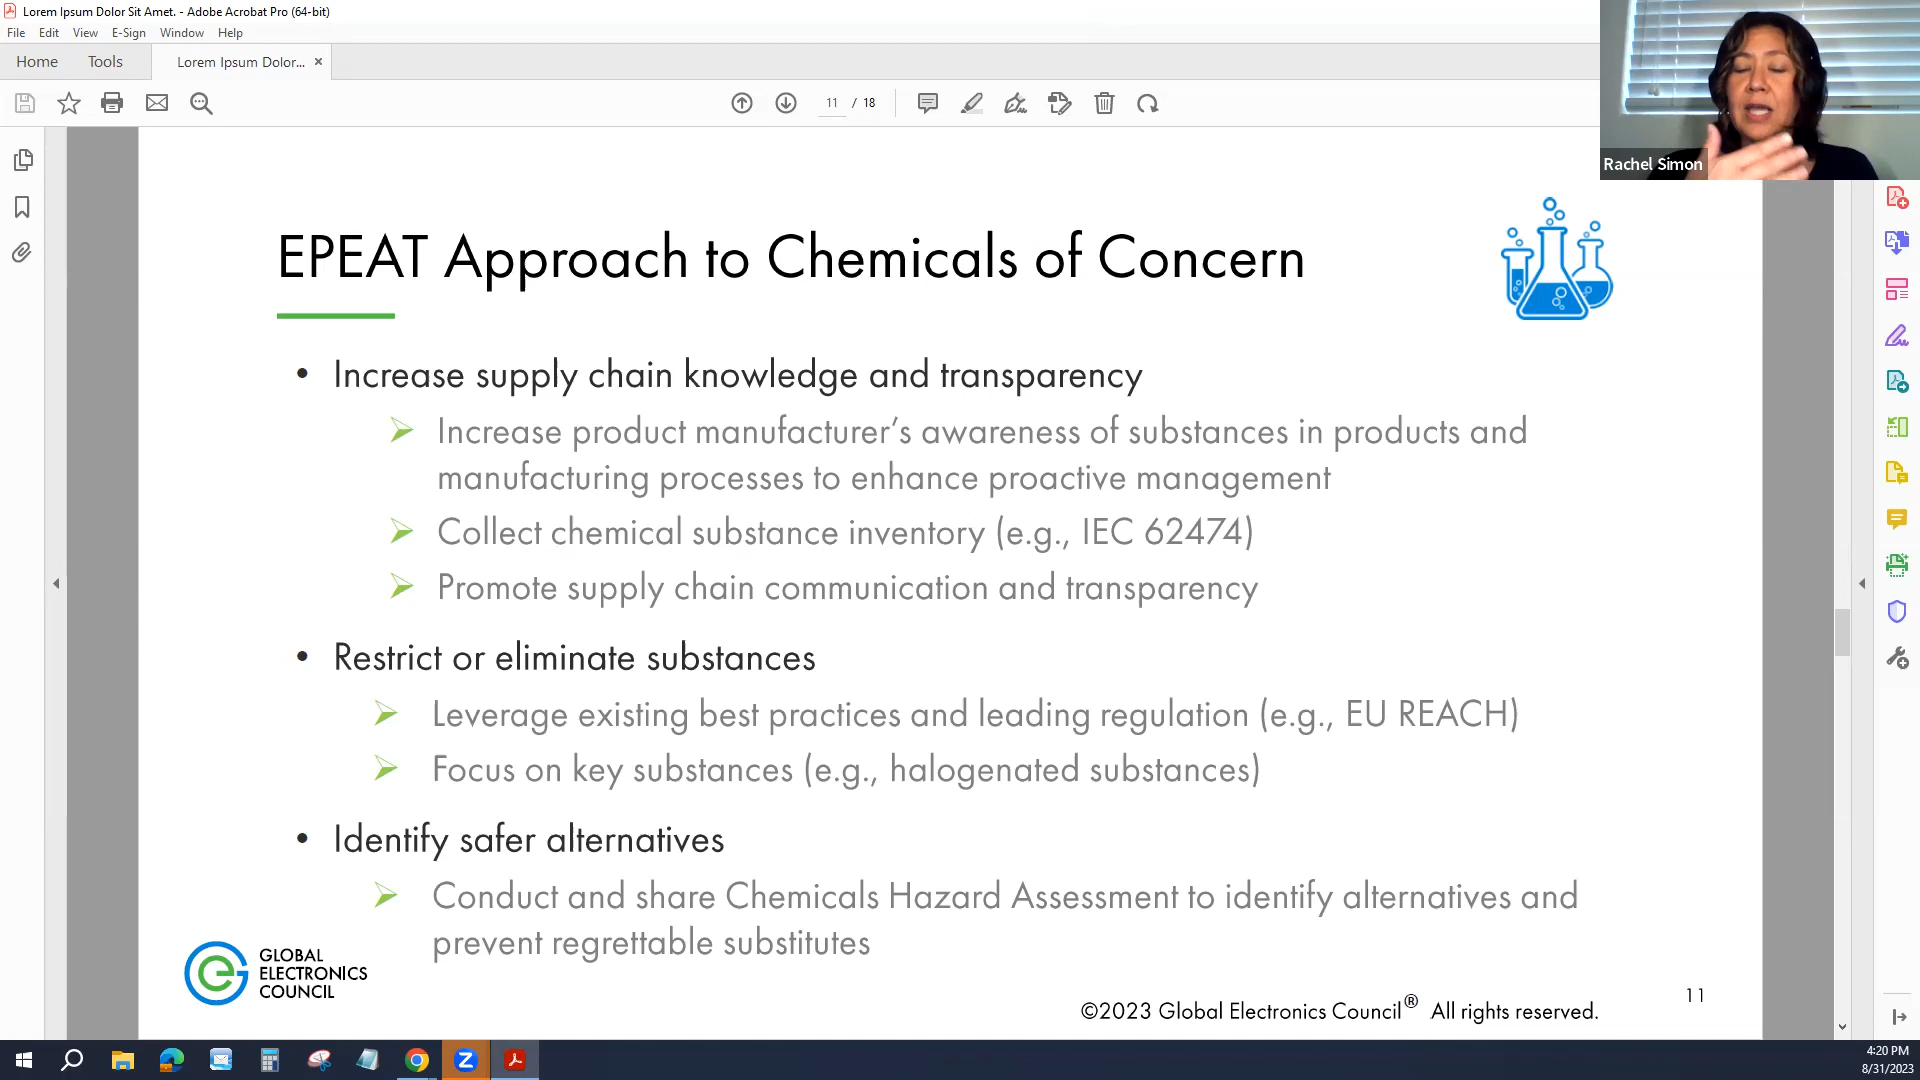 Lorem Ipsum Dolor Sit Amet. - Adobe Acrobat Pro (64-bit)
File Edit View E-Sign Window Help
Home Tools Lorem Ipsum Dolor... ×
11 / 18
Rachel Simon
EPEAT Approach to Chemicals of Concern
• Increase supply chain knowledge and transparency
➢ Increase product manufacturer’s awareness of substances in products and
manufacturing processes to enhance proactive management
➢ Collect chemical substance inventory (e.g., IEC 62474)
➢ Promote supply chain communication and transparency
• Restrict or eliminate substances
➢ Leverage existing best practices and leading regulation (e.g., EU REACH)
➢ Focus on key substances (e.g., halogenated substances)
• Identify safer alternatives
➢ Conduct and share Chemicals Hazard Assessment to identify alternatives and
prevent regrettable substitutes
GLOBAL
ELECTRONICS
COUNCIL
11
©2023 Global Electronics Council® All rights reserved.
4:20 PM
8/31/2023